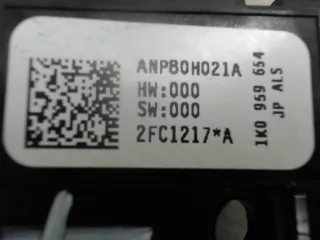 ANP80H021A
HW:000
SW:000
2FC1217*A
1K0 959 654
JP ALS